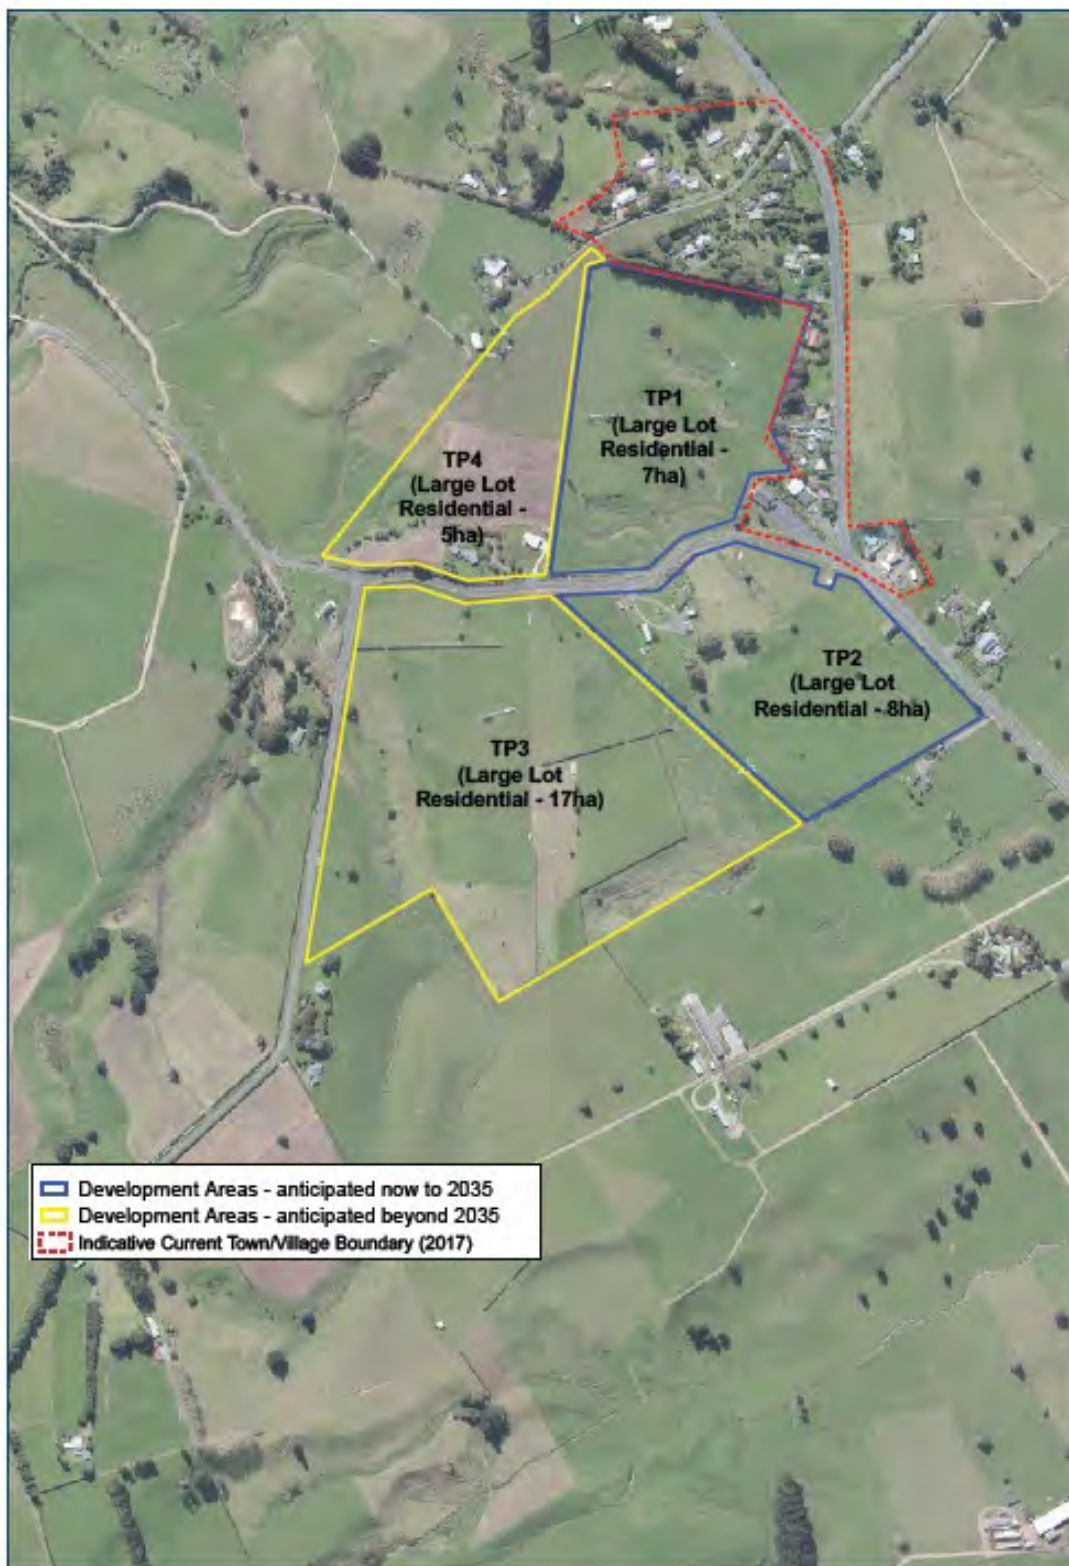 TP1
(Large Lot
Residential -
7ha)
TP4
(Large Lot
Residential -
5ha)
TP2
(Large Lot
Residential - 8ha)
TP3
(Large Lot
Residential - 17ha)
Development Areas - anticipated now to 2035
Development Areas - anticipated beyond 2035
Indicative Current Town/Village Boundary (2017)